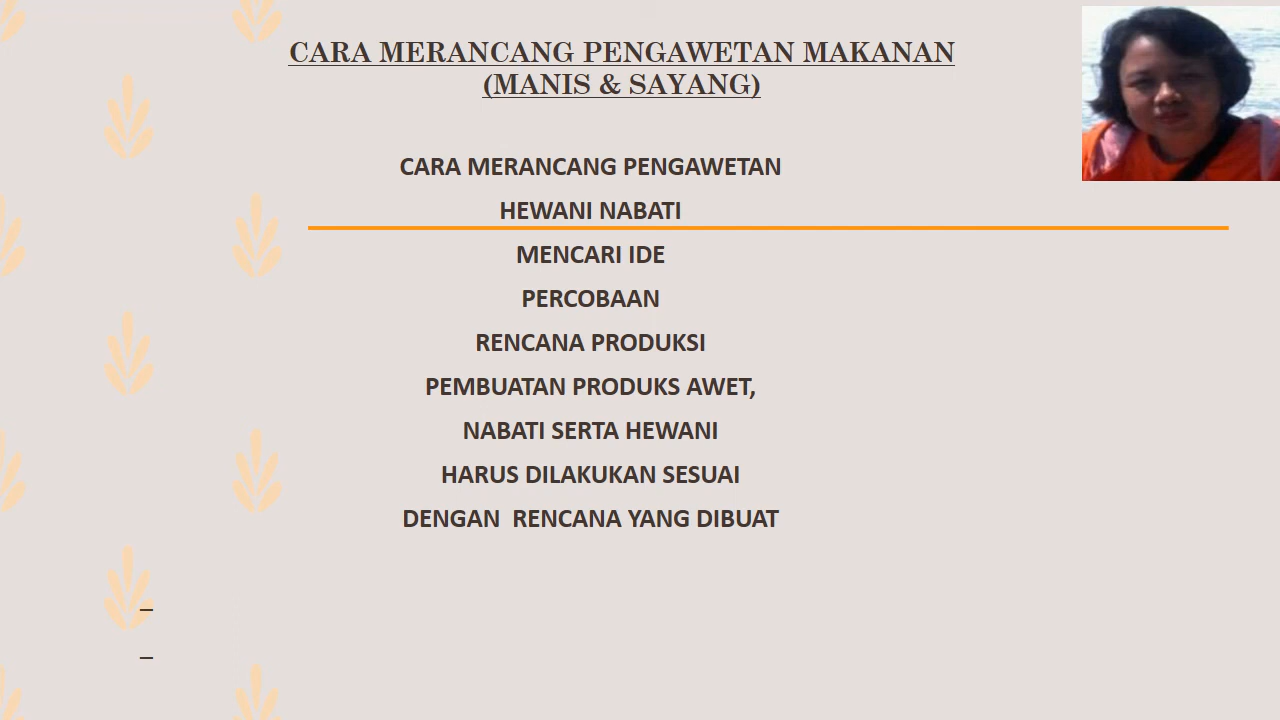 CARA MERANCANG PENGAWETAN MAKANAN
(MANIS & SAYANG)
CARA MERANCANG PENGAWETAN
HEWANI NABATI
MENCARI IDE
PERCOBAAN
RENCANA PRODUKSI
PEMBUATAN PRODUKS AWET,
NABATI SERTA HEWANI
HARUS DILAKUKAN SESUAI
DENGAN  RENCANA YANG DIBUAT
–
–